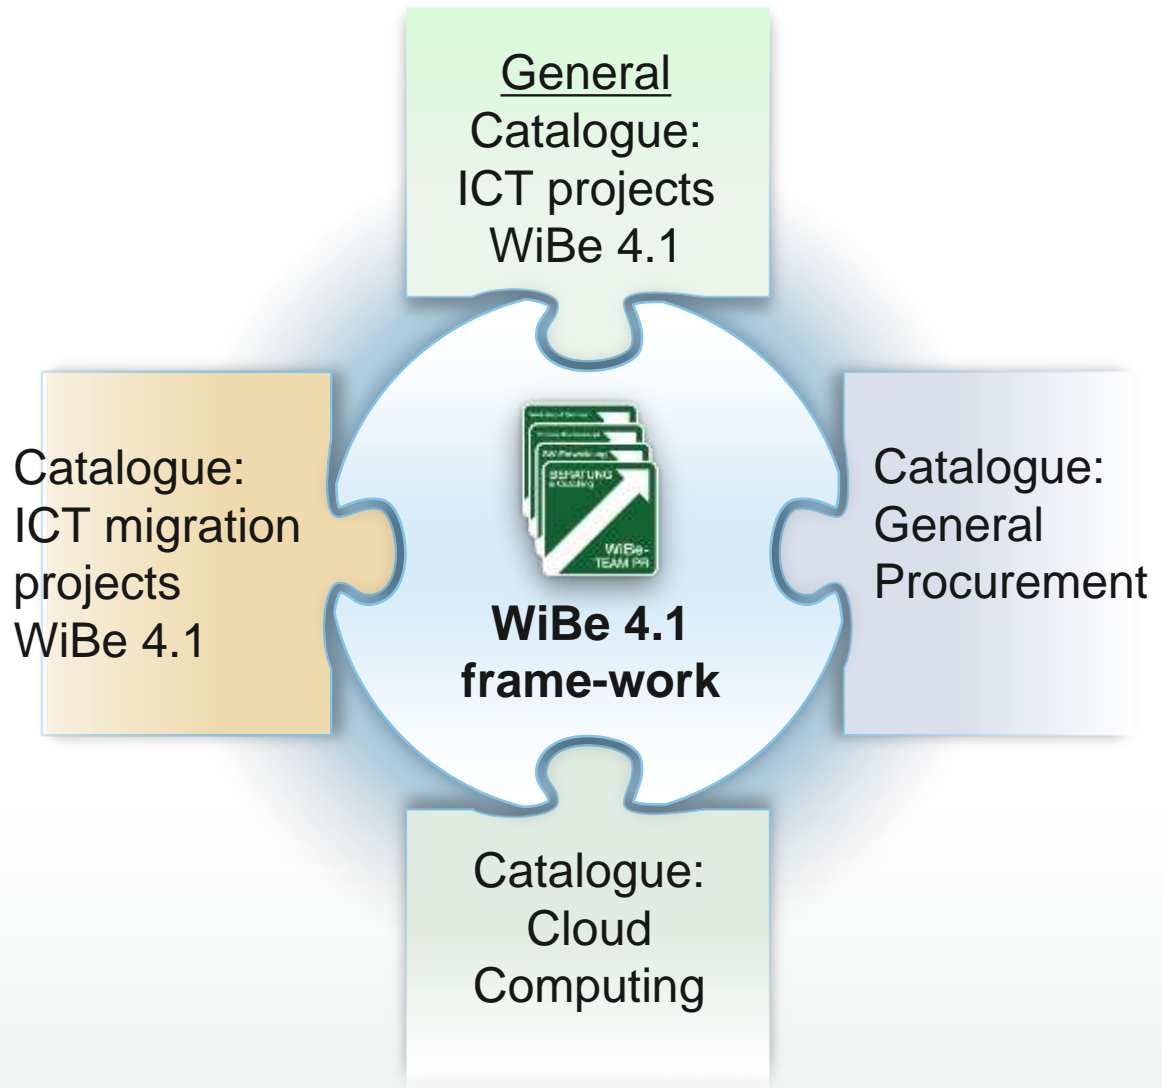 General
Catalogue:
ICT projects
WiBe 4.1
Catalogue:
ICT migration
projects
WiBe 4.1
BERATUNG
WiBe-
TEAM PR
WiBe 4.1
frame-work
Catalogue:
General
Procurement
Catalogue:
Cloud
Computing